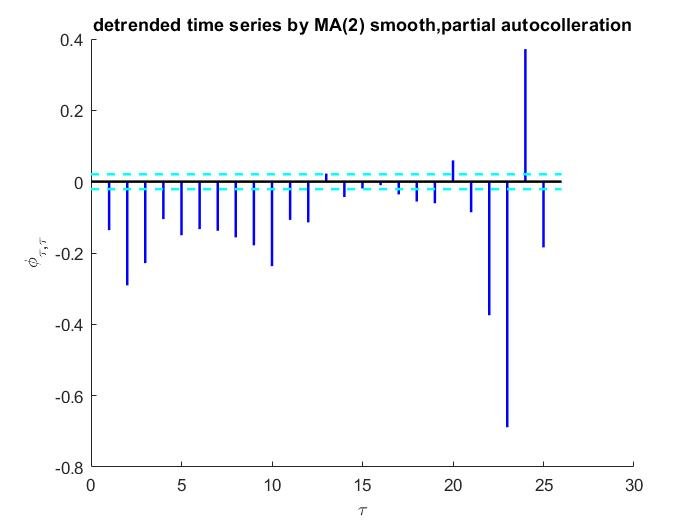 detrended time series by MA(2) smooth,partial autocolleration
0.4
0.2
0
-0.2
-0.4
-0.6
-0.8
ϕτ,τ
0 5 10 15 20 25 30
τ